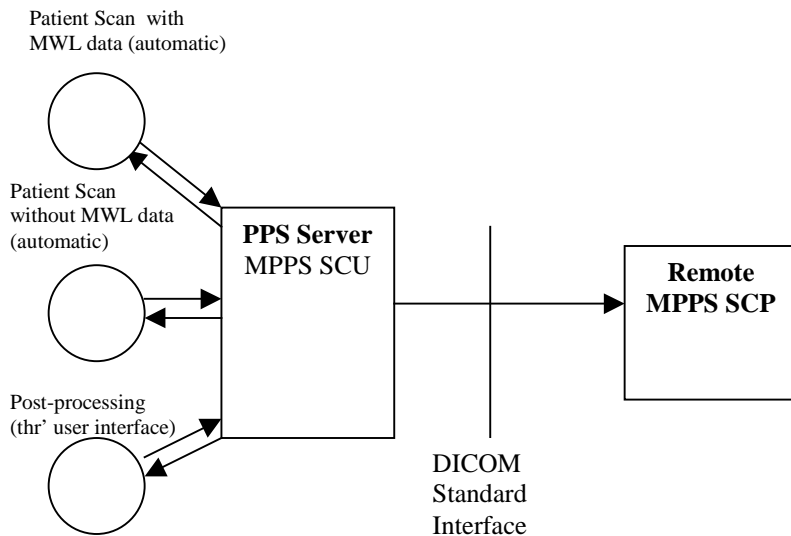 Patient Scan with
MWL data (automatic)
Patient Scan
without MWL data
(automatic)
PPS Server
MPPS SCU
Remote
MPPS SCP
Post-processing
(thr’ user interface)
DICOM
Standard
Interface